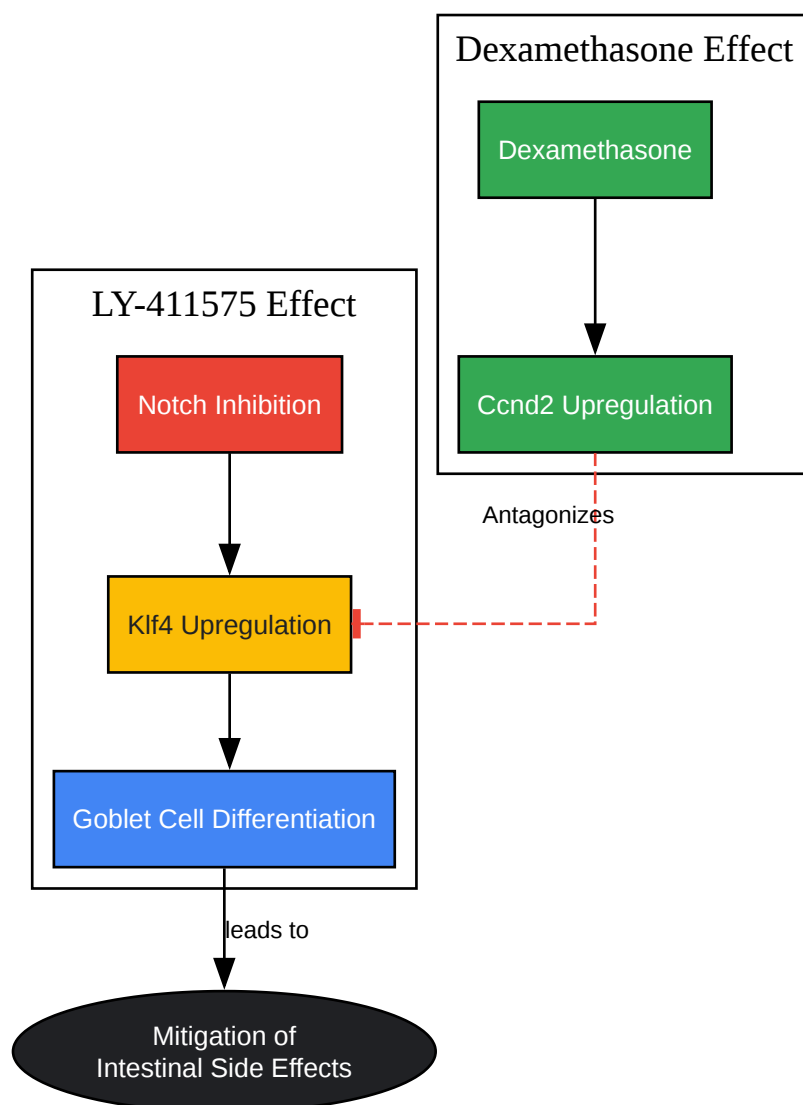 Dexamethasone Effect
Dexamethasone
LY-411575 Effect
Notch Inhibition
Ccnd2 Upregulation
Antagonizes
Klf4 Upregulation
Goblet Cell Differentiation
leads to
Mitigation of
Intestinal Side Effects